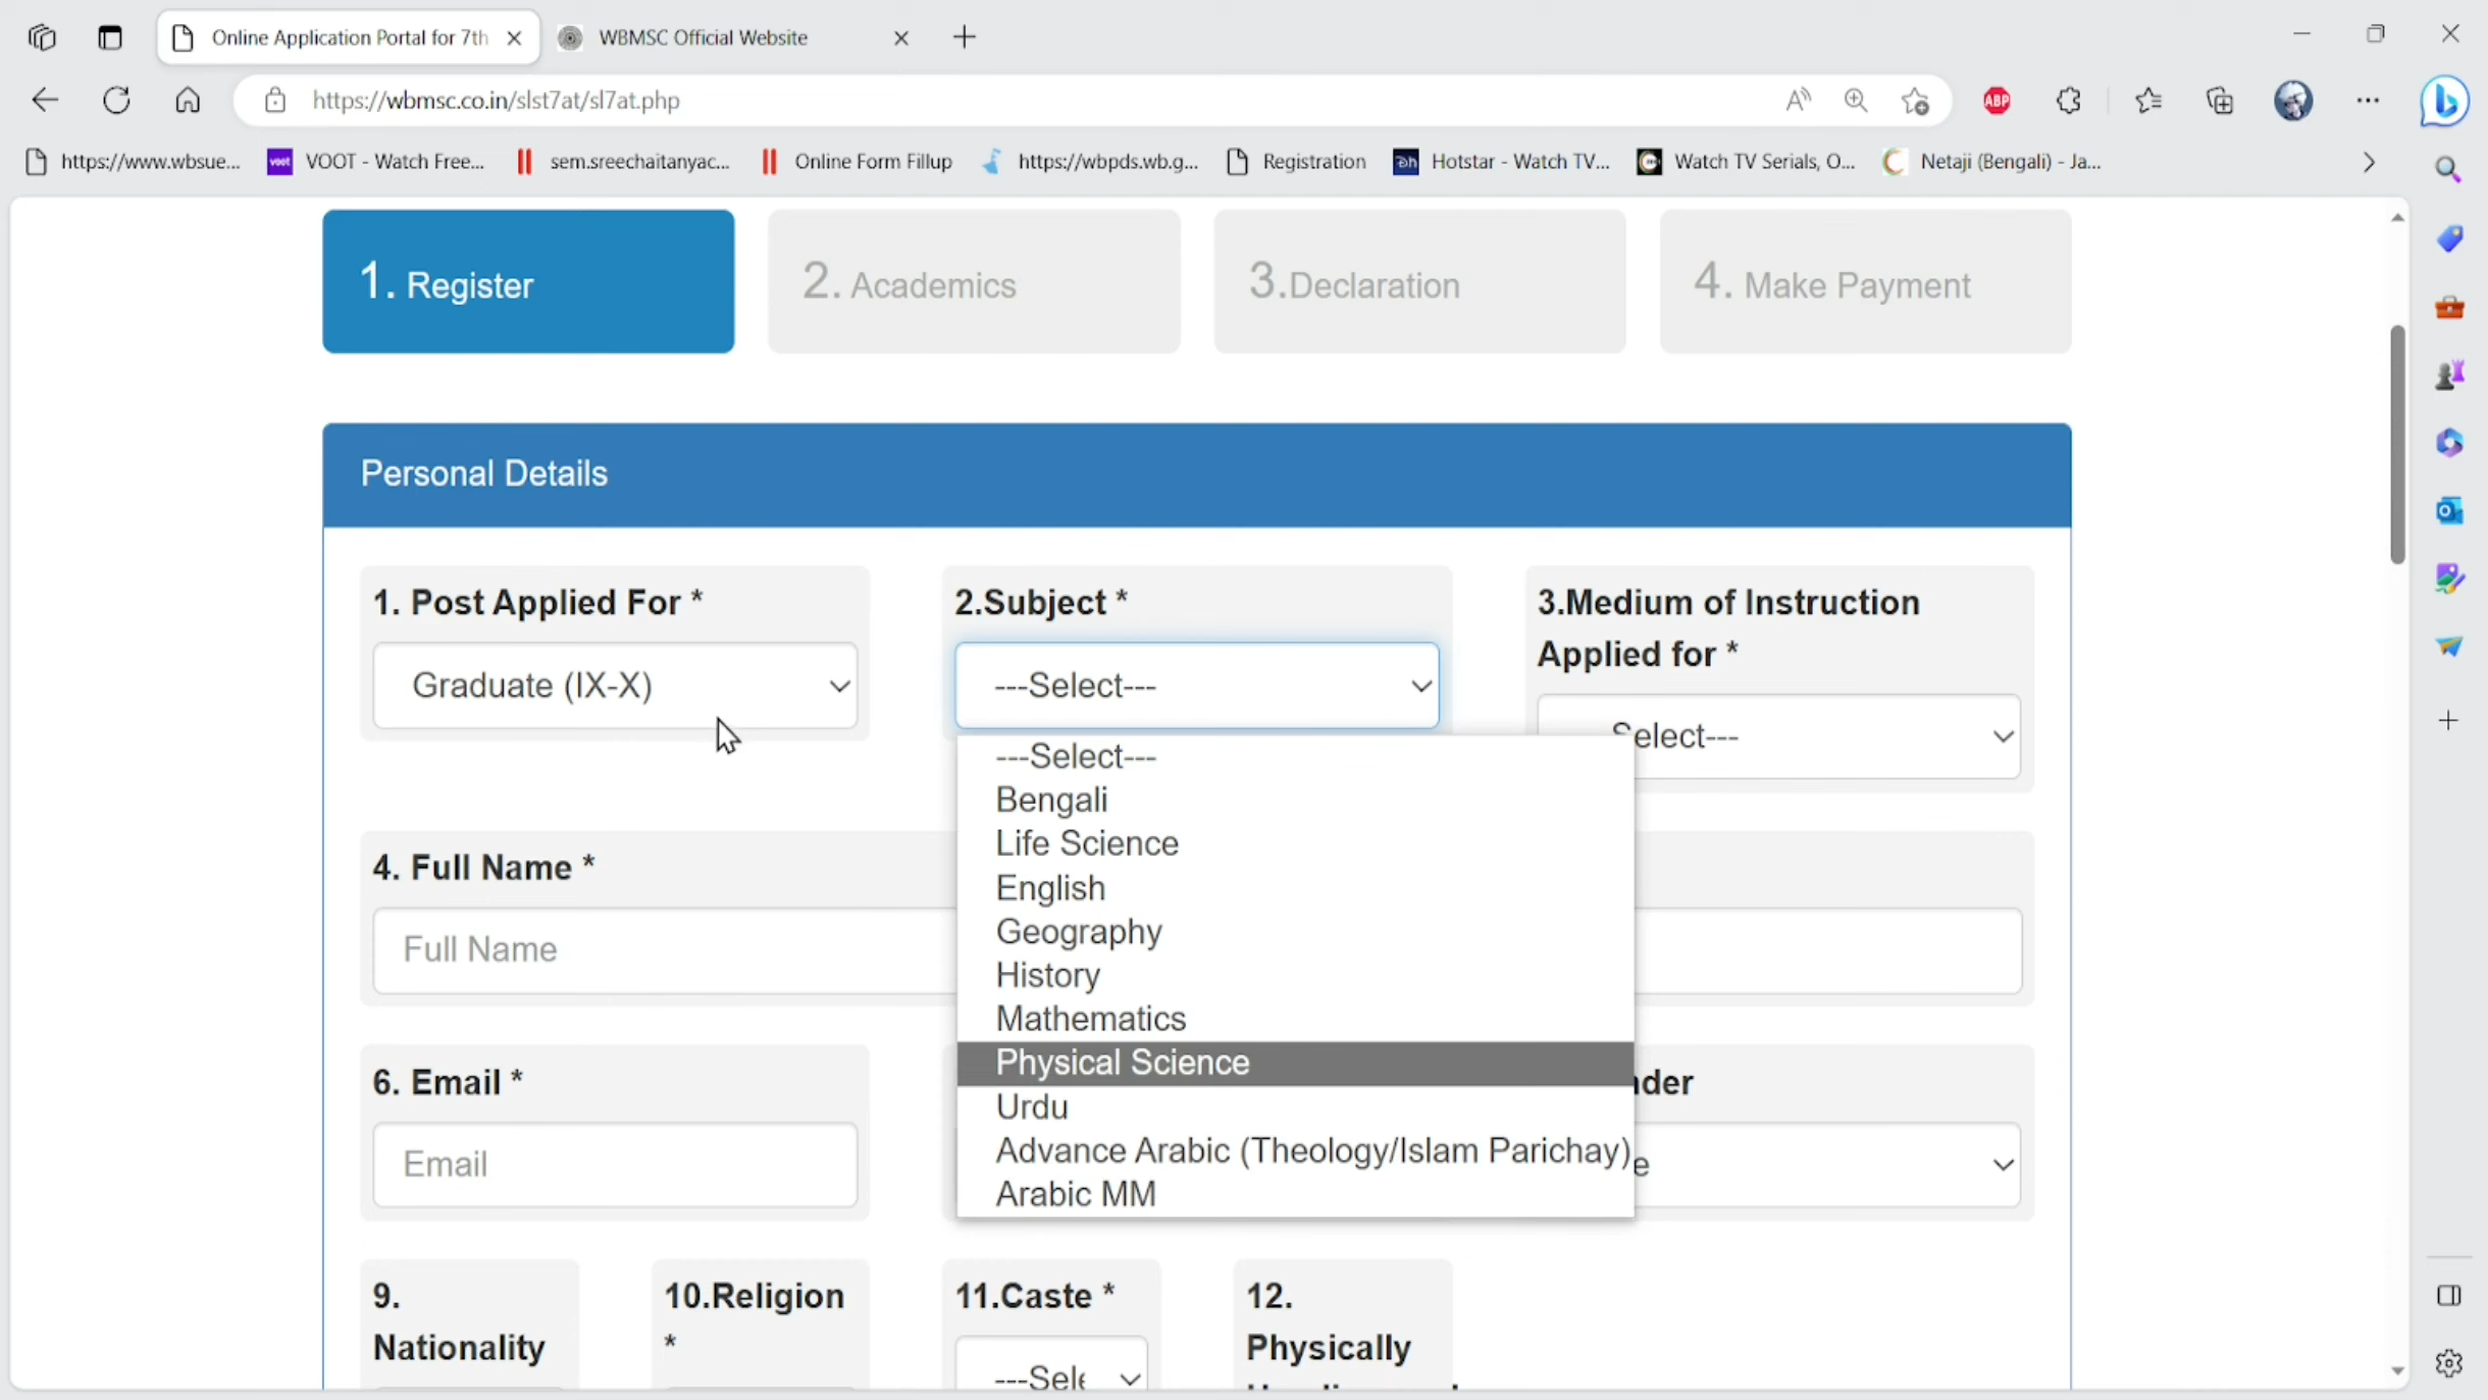 Online Application Portal for 7th
WBMSC Official Website
https://wbmsc.co.in/slst7at/sl7at.php
ABP
https://www.wbsue...
voot
VOOT - Watch Free...
sem.sreechaitanyac...
Online Form Fillup
https://wbpds.wb.g...
Registration
Hotstar - Watch TV...
Watch TV Serials, O...
Netaji (Bengali) - Ja...
1. Register
2. Academics
3.Declaration
4. Make Payment
Personal Details
1. Post Applied For *
2.Subject *
3.Medium of Instruction
Applied for *
Graduate (IX-X)
---Select---
Select---
---Select---
Bengali
Life Science
English
Geography
History
Mathematics
Physical Science
Urdu
Advance Arabic (Theology/Islam Parichay)
Arabic MM
4. Full Name *
Full Name
6. Email *
Email
der
e
9.
Nationality
10.Religion
*
11.Caste *
---Sele
12.
Physically